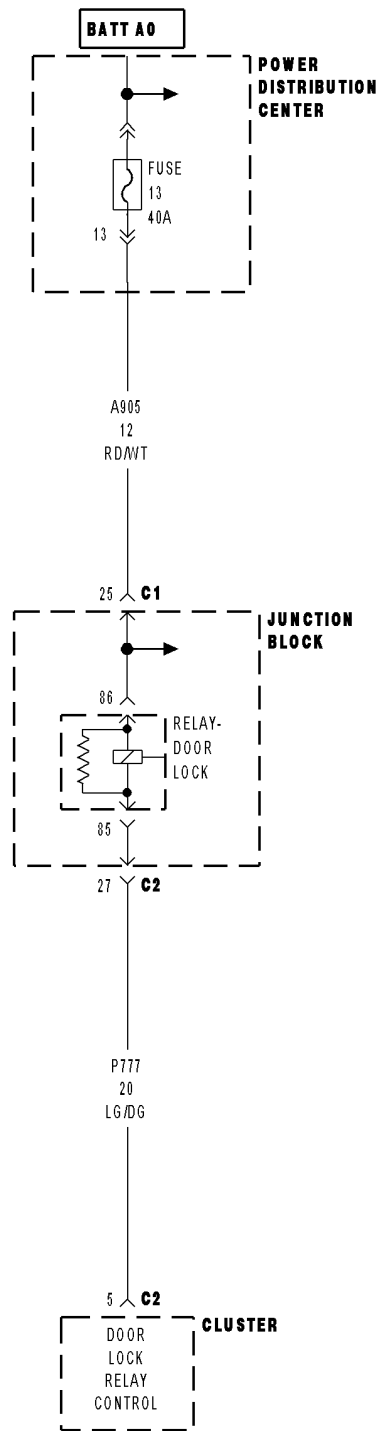 BATT A0
POWER
DISTRIBUTION
CENTER
FUSE
13
40A
13
A905
12
RD/WT
25 C1
JUNCTION
BLOCK
86
RELAY-
DOOR
LOCK
85
27 C2
P777
20
LG/DG
5 C2
CLUSTER
DOOR
LOCK
RELAY
CONTROL